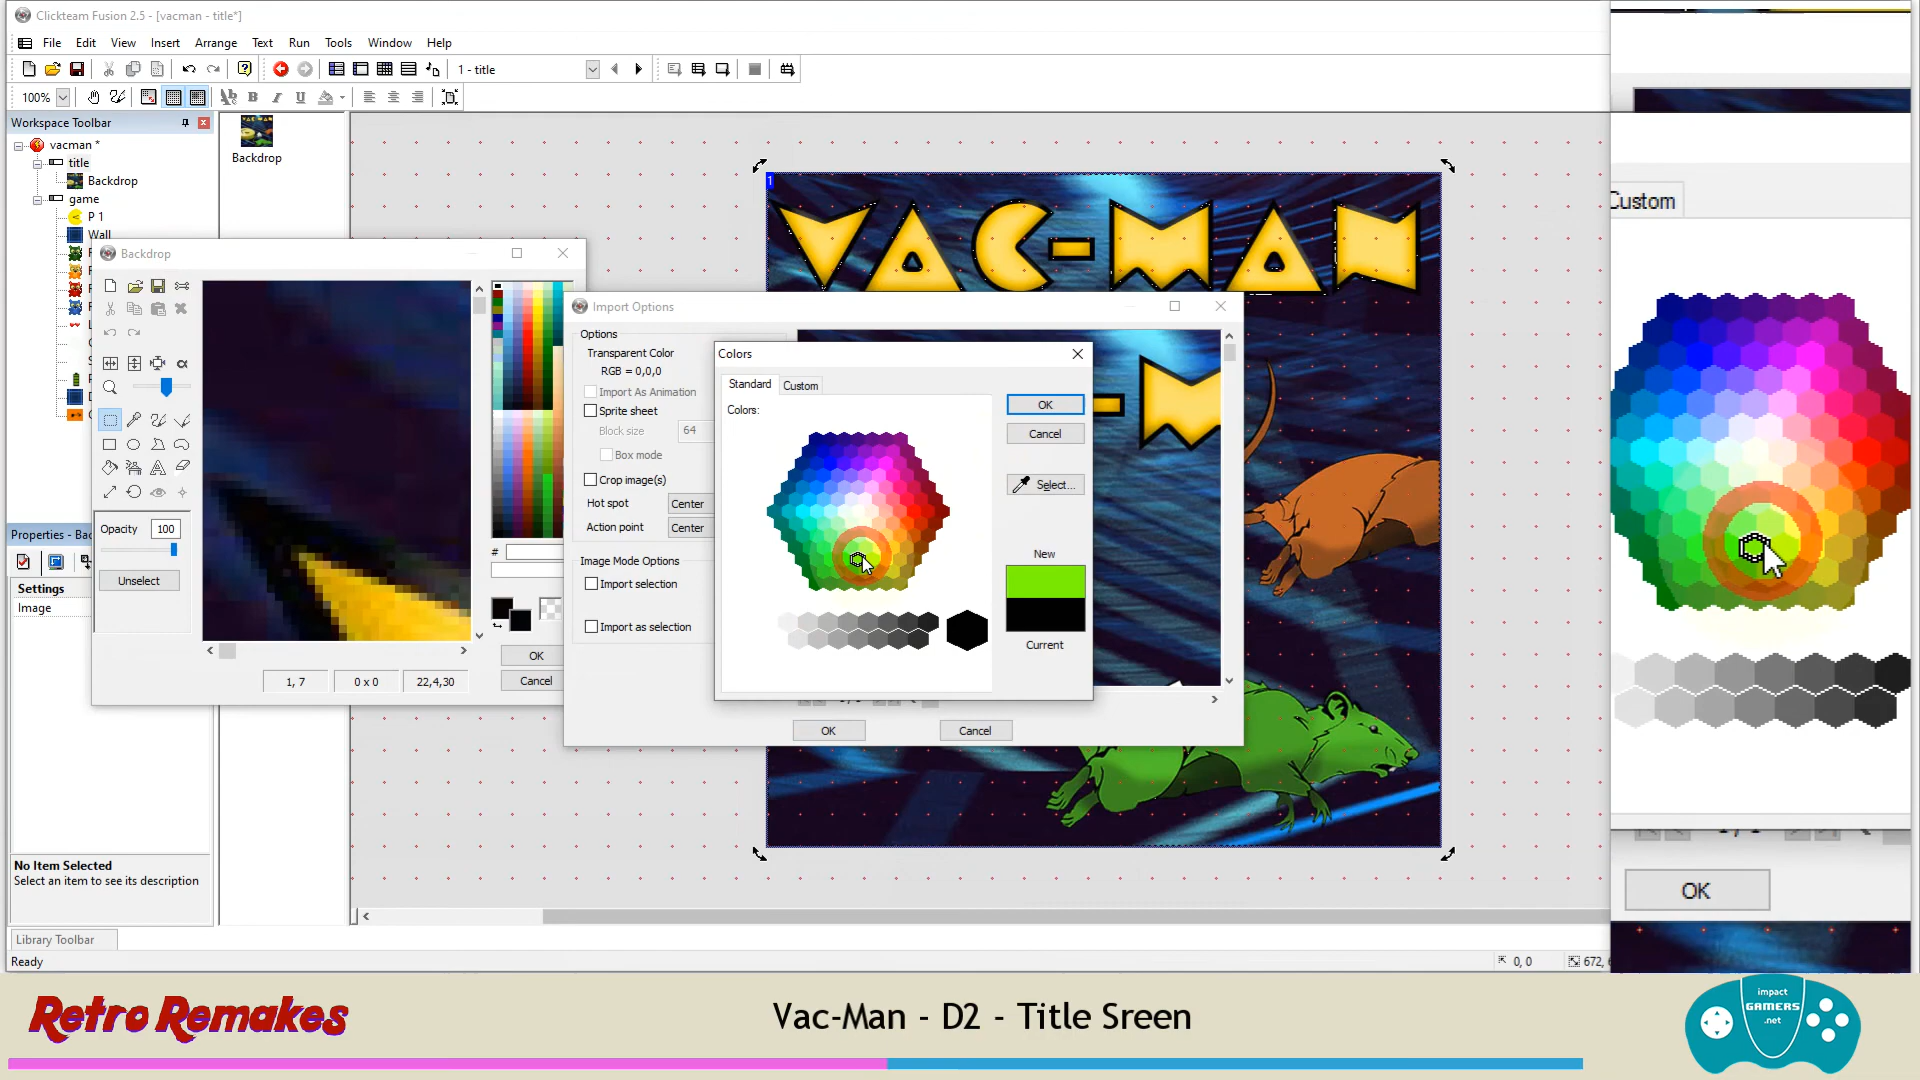 Clickteam Fusion 2.5 - [vacman - title*]
File Edit View Insert Arrange Text Run Tools Window Help
1 - title
100%
Workspace Toolbar
vacman *
title
Backdrop
game
P 1
Wall
Backdrop
VAC-MAN
1
Backdrop
Opacity 100
Unselect
#
1, 7
0 x 0
22,4,30
OK
Cancel
Properties - Bac
Settings
Image
No Item Selected
Select an item to see its description
Library Toolbar
Ready
0, 0
Import Options
Options
Transparent Color
RGB = 0,0,0
Import As Animation
Sprite sheet
Block size 64
Box mode
Crop image(s)
Hot spot Center
Action point Center
Image Mode Options
Import selection
Import as selection
OK
Cancel
Colors
Standard
Custom
Colors:
OK
Cancel
Select...
New
Current
Custom
OK
Retro Remakes
Vac-Man - D2 - Title Sreen
impact
GAMERS
.net